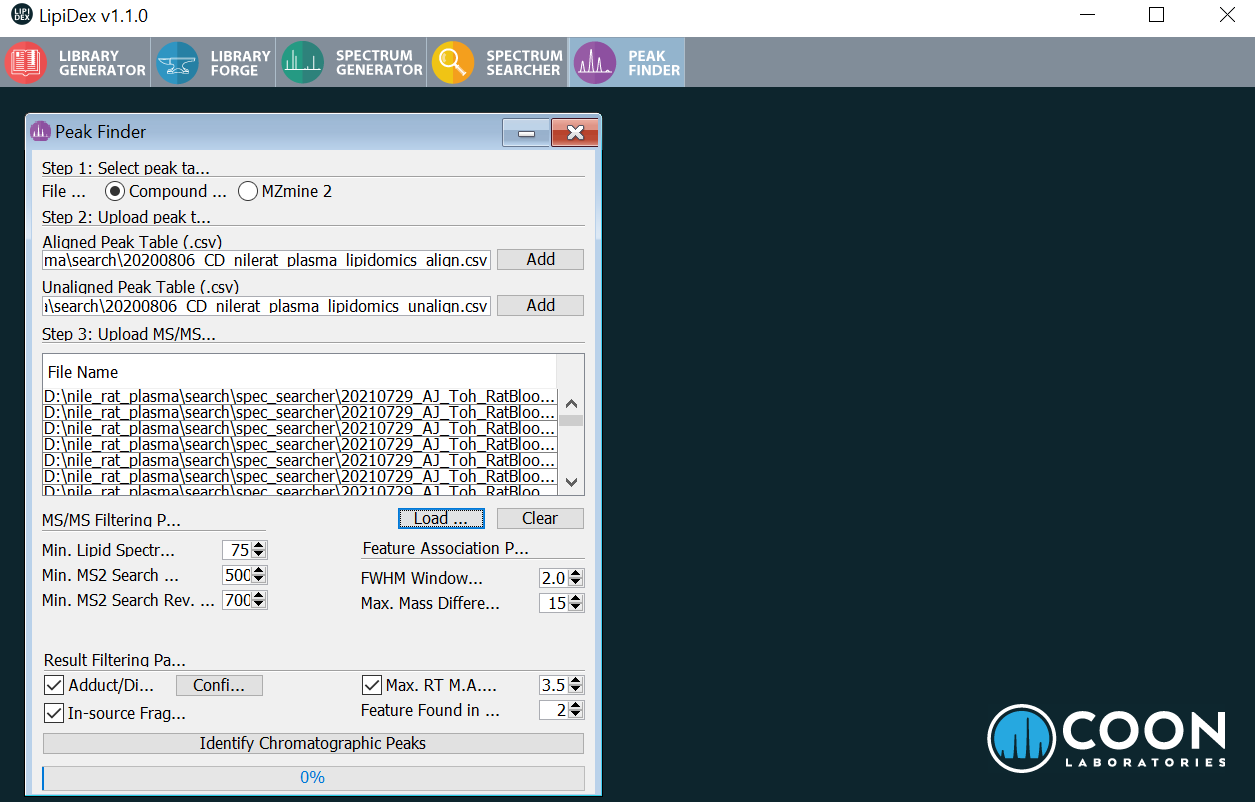 LIPI
DEX
LipiDex v1.1.0
LIBRARY
GENERATOR
LIBRARY
FORGE
SPECTRUM
GENERATOR
SPECTRUM
SEARCHER
PEAK
FINDER
Peak Finder
Step 1: Select peak ta...
File ... Compound ... MZmine 2
Step 2: Upload peak t...
Aligned Peak Table (.csv)
ma\search\20200806_CD_nilerat_plasma_lipidomics_align.csv Add
Unaligned Peak Table (.csv)
\search\20200806_CD_nilerat_plasma_lipidomics_unalign.csv Add
Step 3: Upload MS/MS...
File Name
D:\nile_rat_plasma\search\spec_searcher\20210729_AJ_Toh_RatBloo...
D:\nile_rat_plasma\search\spec_searcher\20210729_AJ_Toh_RatBloo...
D:\nile_rat_plasma\search\spec_searcher\20210729_AJ_Toh_RatBloo...
D:\nile_rat_plasma\search\spec_searcher\20210729_AJ_Toh_RatBloo...
D:\nile_rat_plasma\search\spec_searcher\20210729_AJ_Toh_RatBloo...
D:\nile_rat_plasma\search\spec_searcher\20210729_AJ_Toh_RatBloo...
D:\nile_rat_plasma\search\spec_searcher\20210729_AJ_Toh_RatBloo...
MS/MS Filtering P... Load ... Clear
Min. Lipid Spectr... 75 Feature Association P...
Min. MS2 Search ... 500 FWHM Window... 2.0
Min. MS2 Search Rev. ... 700 Max. Mass Differe... 15
Result Filtering Pa...
Adduct/Di... Confi... Max. RT M.A.... 3.5
In-source Frag... Feature Found in ... 2
Identify Chromatographic Peaks
0%
COON
LABORATORIES